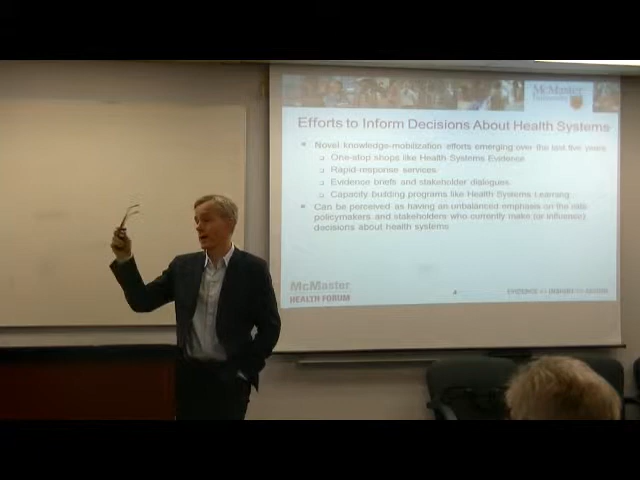 McMaster
University
Efforts to Inform Decisions About Health Systems
Novel knowledge-mobilization efforts emerging over the last five years
One-stop shops like Health Systems Evidence
Rapid-response services
Evidence briefs and stakeholder dialogues
Capacity building programs like Health Systems Learning
Can be perceived as having an unbalanced emphasis on the role
policymakers and stakeholders who currently make (or influence)
decisions about health systems
McMaster
HEALTH FORUM
EVIDENCE >> INSIGHT >> ACTION